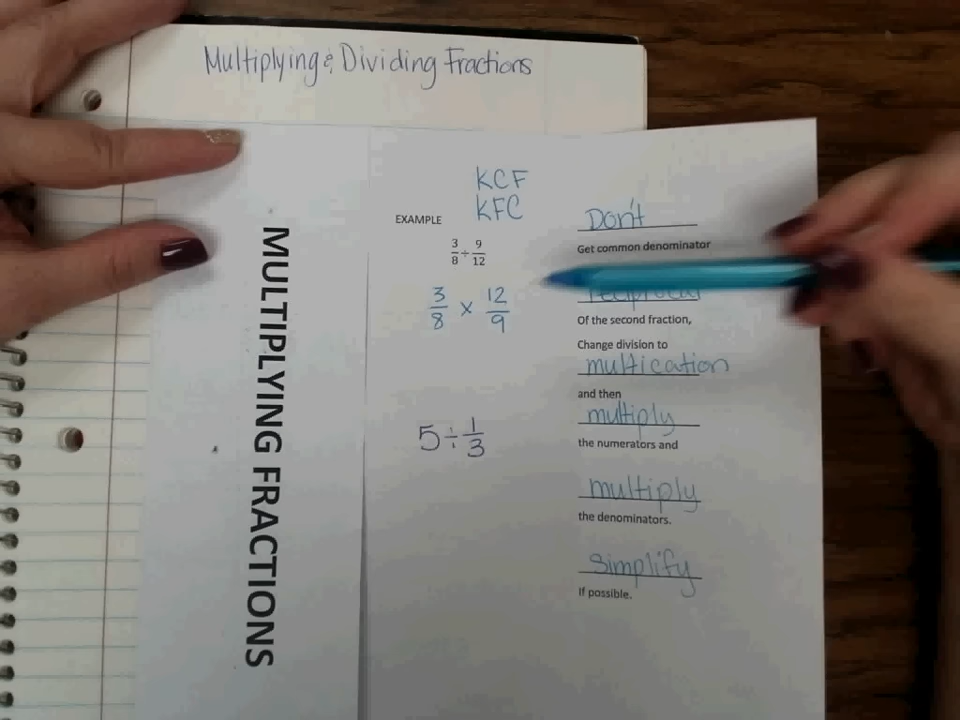 Multiplying & Dividing Fractions
MULTIPLYING FRACTIONS
KCF
KFC
EXAMPLE
3/8 ÷ 9/12
3/8 x 12/9
5 ÷ 1/3
Don't
Get common denominator
reciprocal
Of the second fraction,
Change division to
multication
and then
multiply
the numerators and
multiply
the denominators.
simplify
If possible.